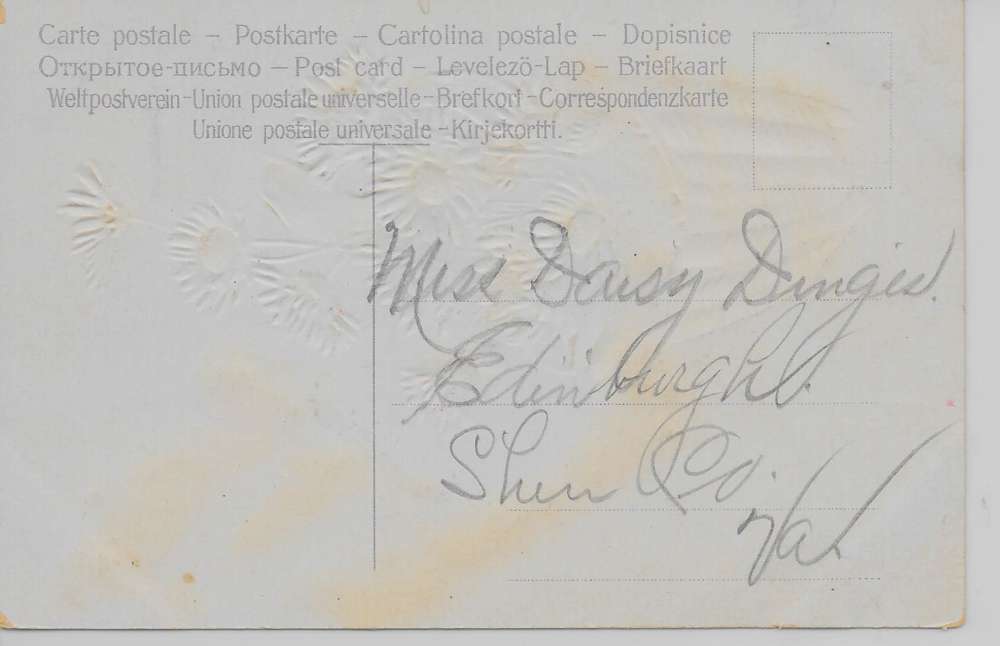 Carte postale – Postkarte – Cartolina postale – Dopisnice
Открытое-письмо – Post card – Levelezö-Lap – Briefkaart
Weltpostverein-Union postale universelle-Brefkort-Correspondenzkarte
Unione postale universale-Kirjekortti.
Miss Daisy Dinges.
Edinburgh.
Shen Co.
Va.